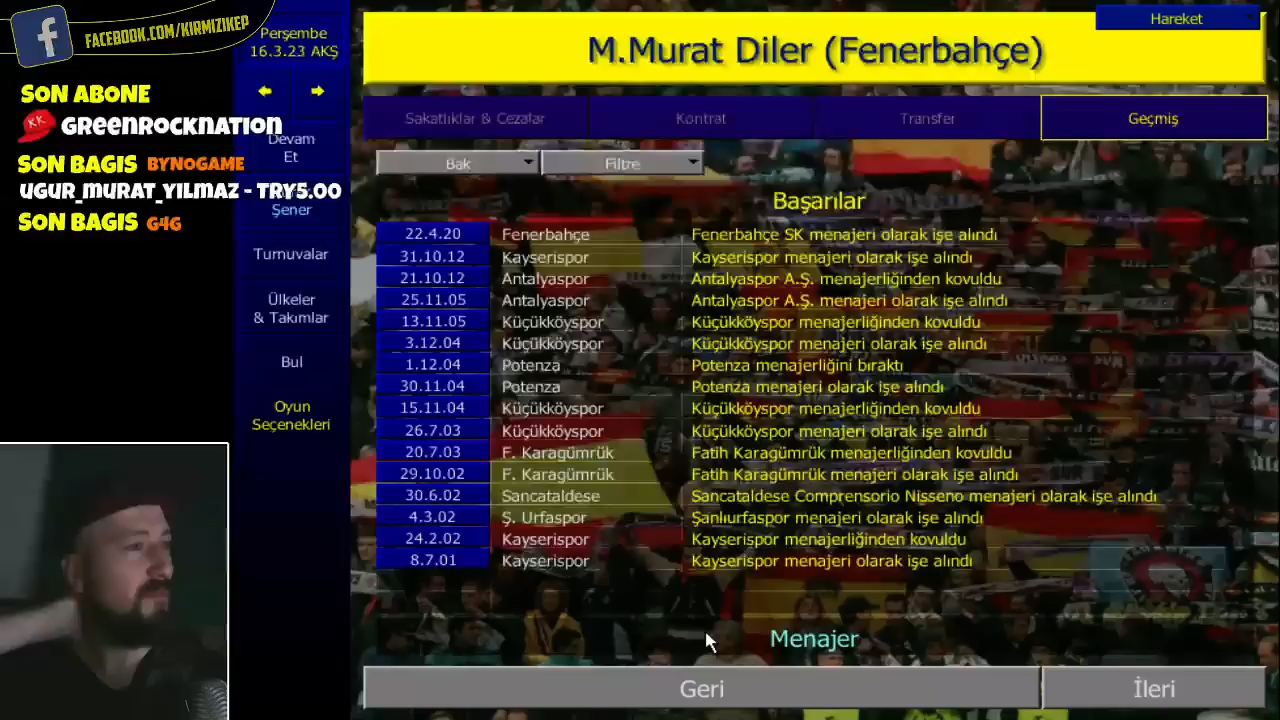 FACEBOOK.COM/KIRMIZIKEP
SON ABONE
KK GREENROCKNATION
SON BAGIS BYNOGAME
UGUR_MURAT_YILMAZ - TRY5.00
SON BAGIS G4G
Perşembe
16.3.23 AKŞ
Devam
Et
Şener
Turnuvalar
Ülkeler
& Takımlar
Bul
Oyun
Seçenekleri
Hareket
M.Murat Diler (Fenerbahçe)
Sakatlıklar & Cezalar Kontrat Transfer Geçmiş
Bak Filtre
Başarılar
22.4.20 Fenerbahçe Fenerbahçe SK menajeri olarak işe alındı
31.10.12 Kayserispor Kayserispor menajeri olarak işe alındı
21.10.12 Antalyaspor Antalyaspor A.Ş. menajerliğinden kovuldu
25.11.05 Antalyaspor Antalyaspor A.Ş. menajeri olarak işe alındı
13.11.05 Küçükköyspor Küçükköyspor menajerliğinden kovuldu
3.12.04 Küçükköyspor Küçükköyspor menajeri olarak işe alındı
1.12.04 Potenza Potenza menajerliğini bıraktı
30.11.04 Potenza Potenza menajeri olarak işe alındı
15.11.04 Küçükköyspor Küçükköyspor menajerliğinden kovuldu
26.7.03 Küçükköyspor Küçükköyspor menajeri olarak işe alındı
20.7.03 F. Karagümrük Fatih Karagümrük menajerliğinden kovuldu
29.10.02 F. Karagümrük Fatih Karagümrük menajeri olarak işe alındı
30.6.02 Sancataldese Sancataldese Comprensorio Nisseno menajeri olarak işe alındı
4.3.02 Ş. Urfaspor Şanlıurfaspor menajeri olarak işe alındı
24.2.02 Kayserispor Kayserispor menajerliğinden kovuldu
8.7.01 Kayserispor Kayserispor menajeri olarak işe alındı
Menajer
Geri İleri